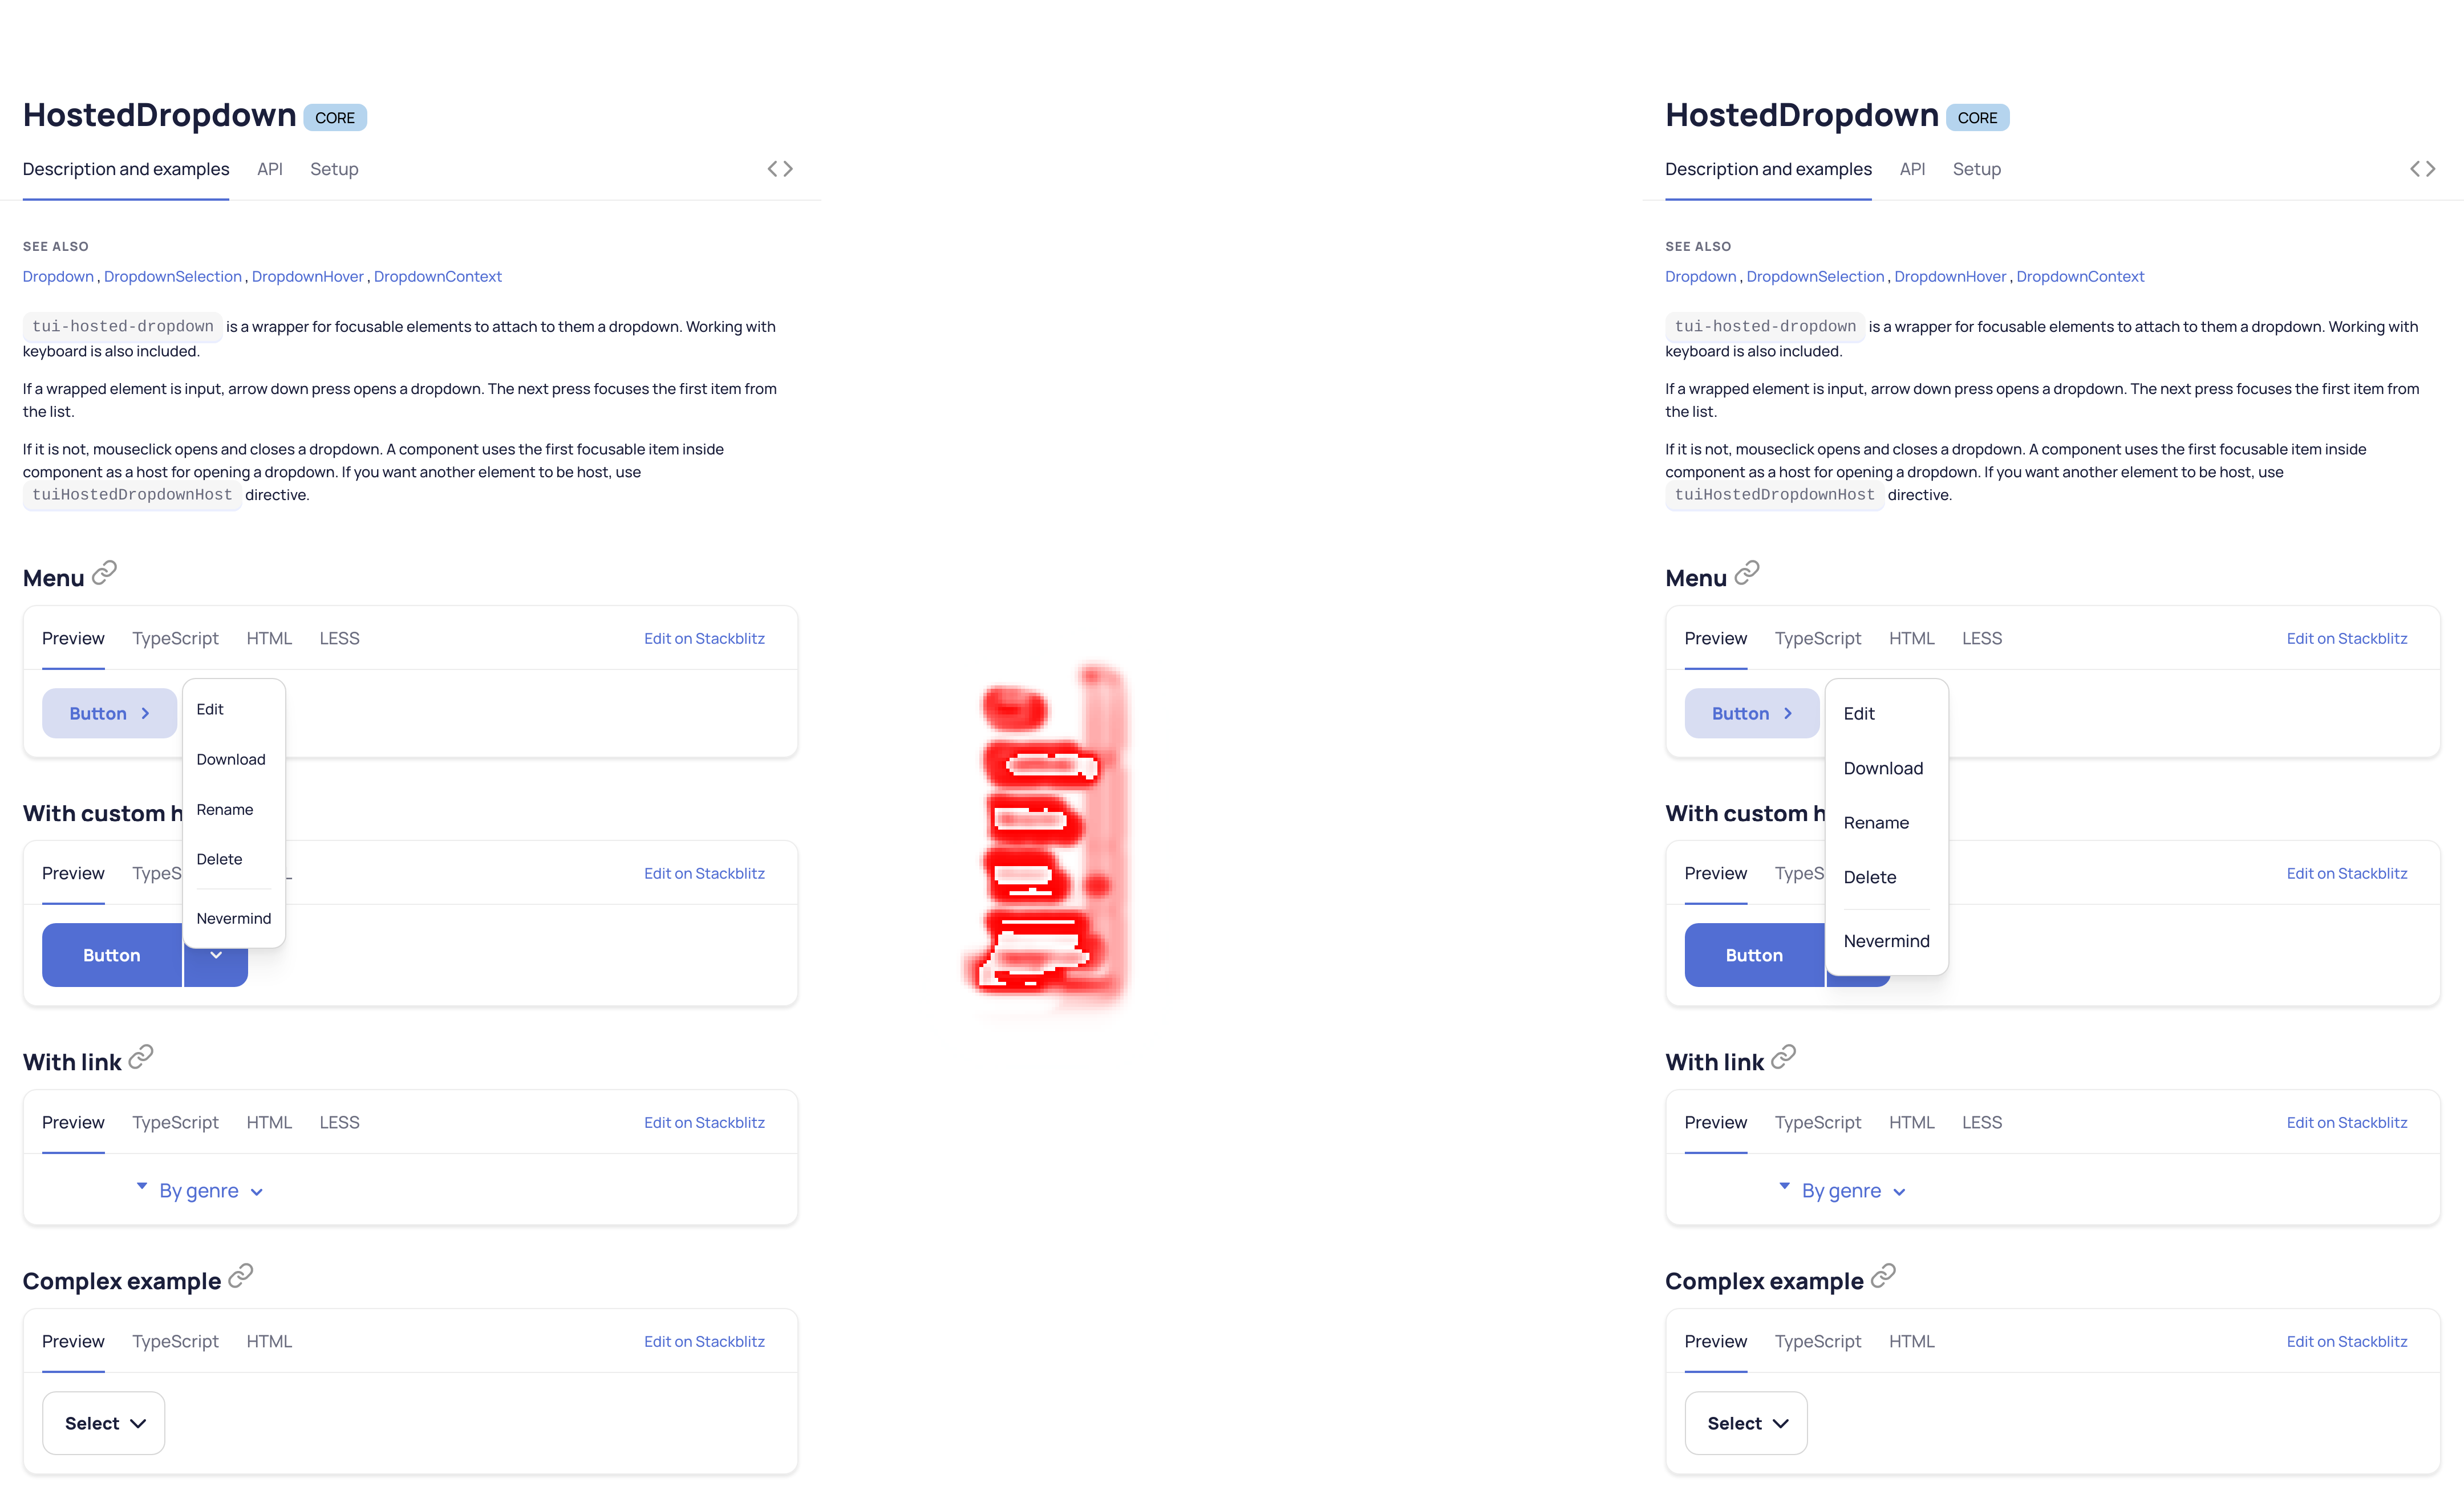 HostedDropdown CORE
Description and examples API Setup
SEE ALSO
Dropdown , DropdownSelection , DropdownHover , DropdownContext
tui-hosted-dropdown is a wrapper for focusable elements to attach to them a dropdown. Working with
keyboard is also included.
If a wrapped element is input, arrow down press opens a dropdown. The next press focuses the first item from
the list.
If it is not, mouseclick opens and closes a dropdown. A component uses the first focusable item inside
component as a host for opening a dropdown. If you want another element to be host, use
tuiHostedDropdownHost directive.
Menu
Preview TypeScript HTML LESS Edit on Stackblitz
Button
Edit
Download
Rename
Delete
Nevermind
With custom h
Preview TypeS Edit on Stackblitz
Button
With link
Preview TypeScript HTML LESS Edit on Stackblitz
By genre
Complex example
Preview TypeScript HTML Edit on Stackblitz
Select
HostedDropdown CORE
Description and examples API Setup
SEE ALSO
Dropdown , DropdownSelection , DropdownHover , DropdownContext
tui-hosted-dropdown is a wrapper for focusable elements to attach to them a dropdown. Working with
keyboard is also included.
If a wrapped element is input, arrow down press opens a dropdown. The next press focuses the first item from
the list.
If it is not, mouseclick opens and closes a dropdown. A component uses the first focusable item inside
component as a host for opening a dropdown. If you want another element to be host, use
tuiHostedDropdownHost directive.
Menu
Preview TypeScript HTML LESS Edit on Stackblitz
Button
Edit
Download
Rename
Delete
Nevermind
With custom h
Preview TypeS Edit on Stackblitz
Button
With link
Preview TypeScript HTML LESS Edit on Stackblitz
By genre
Complex example
Preview TypeScript HTML Edit on Stackblitz
Select